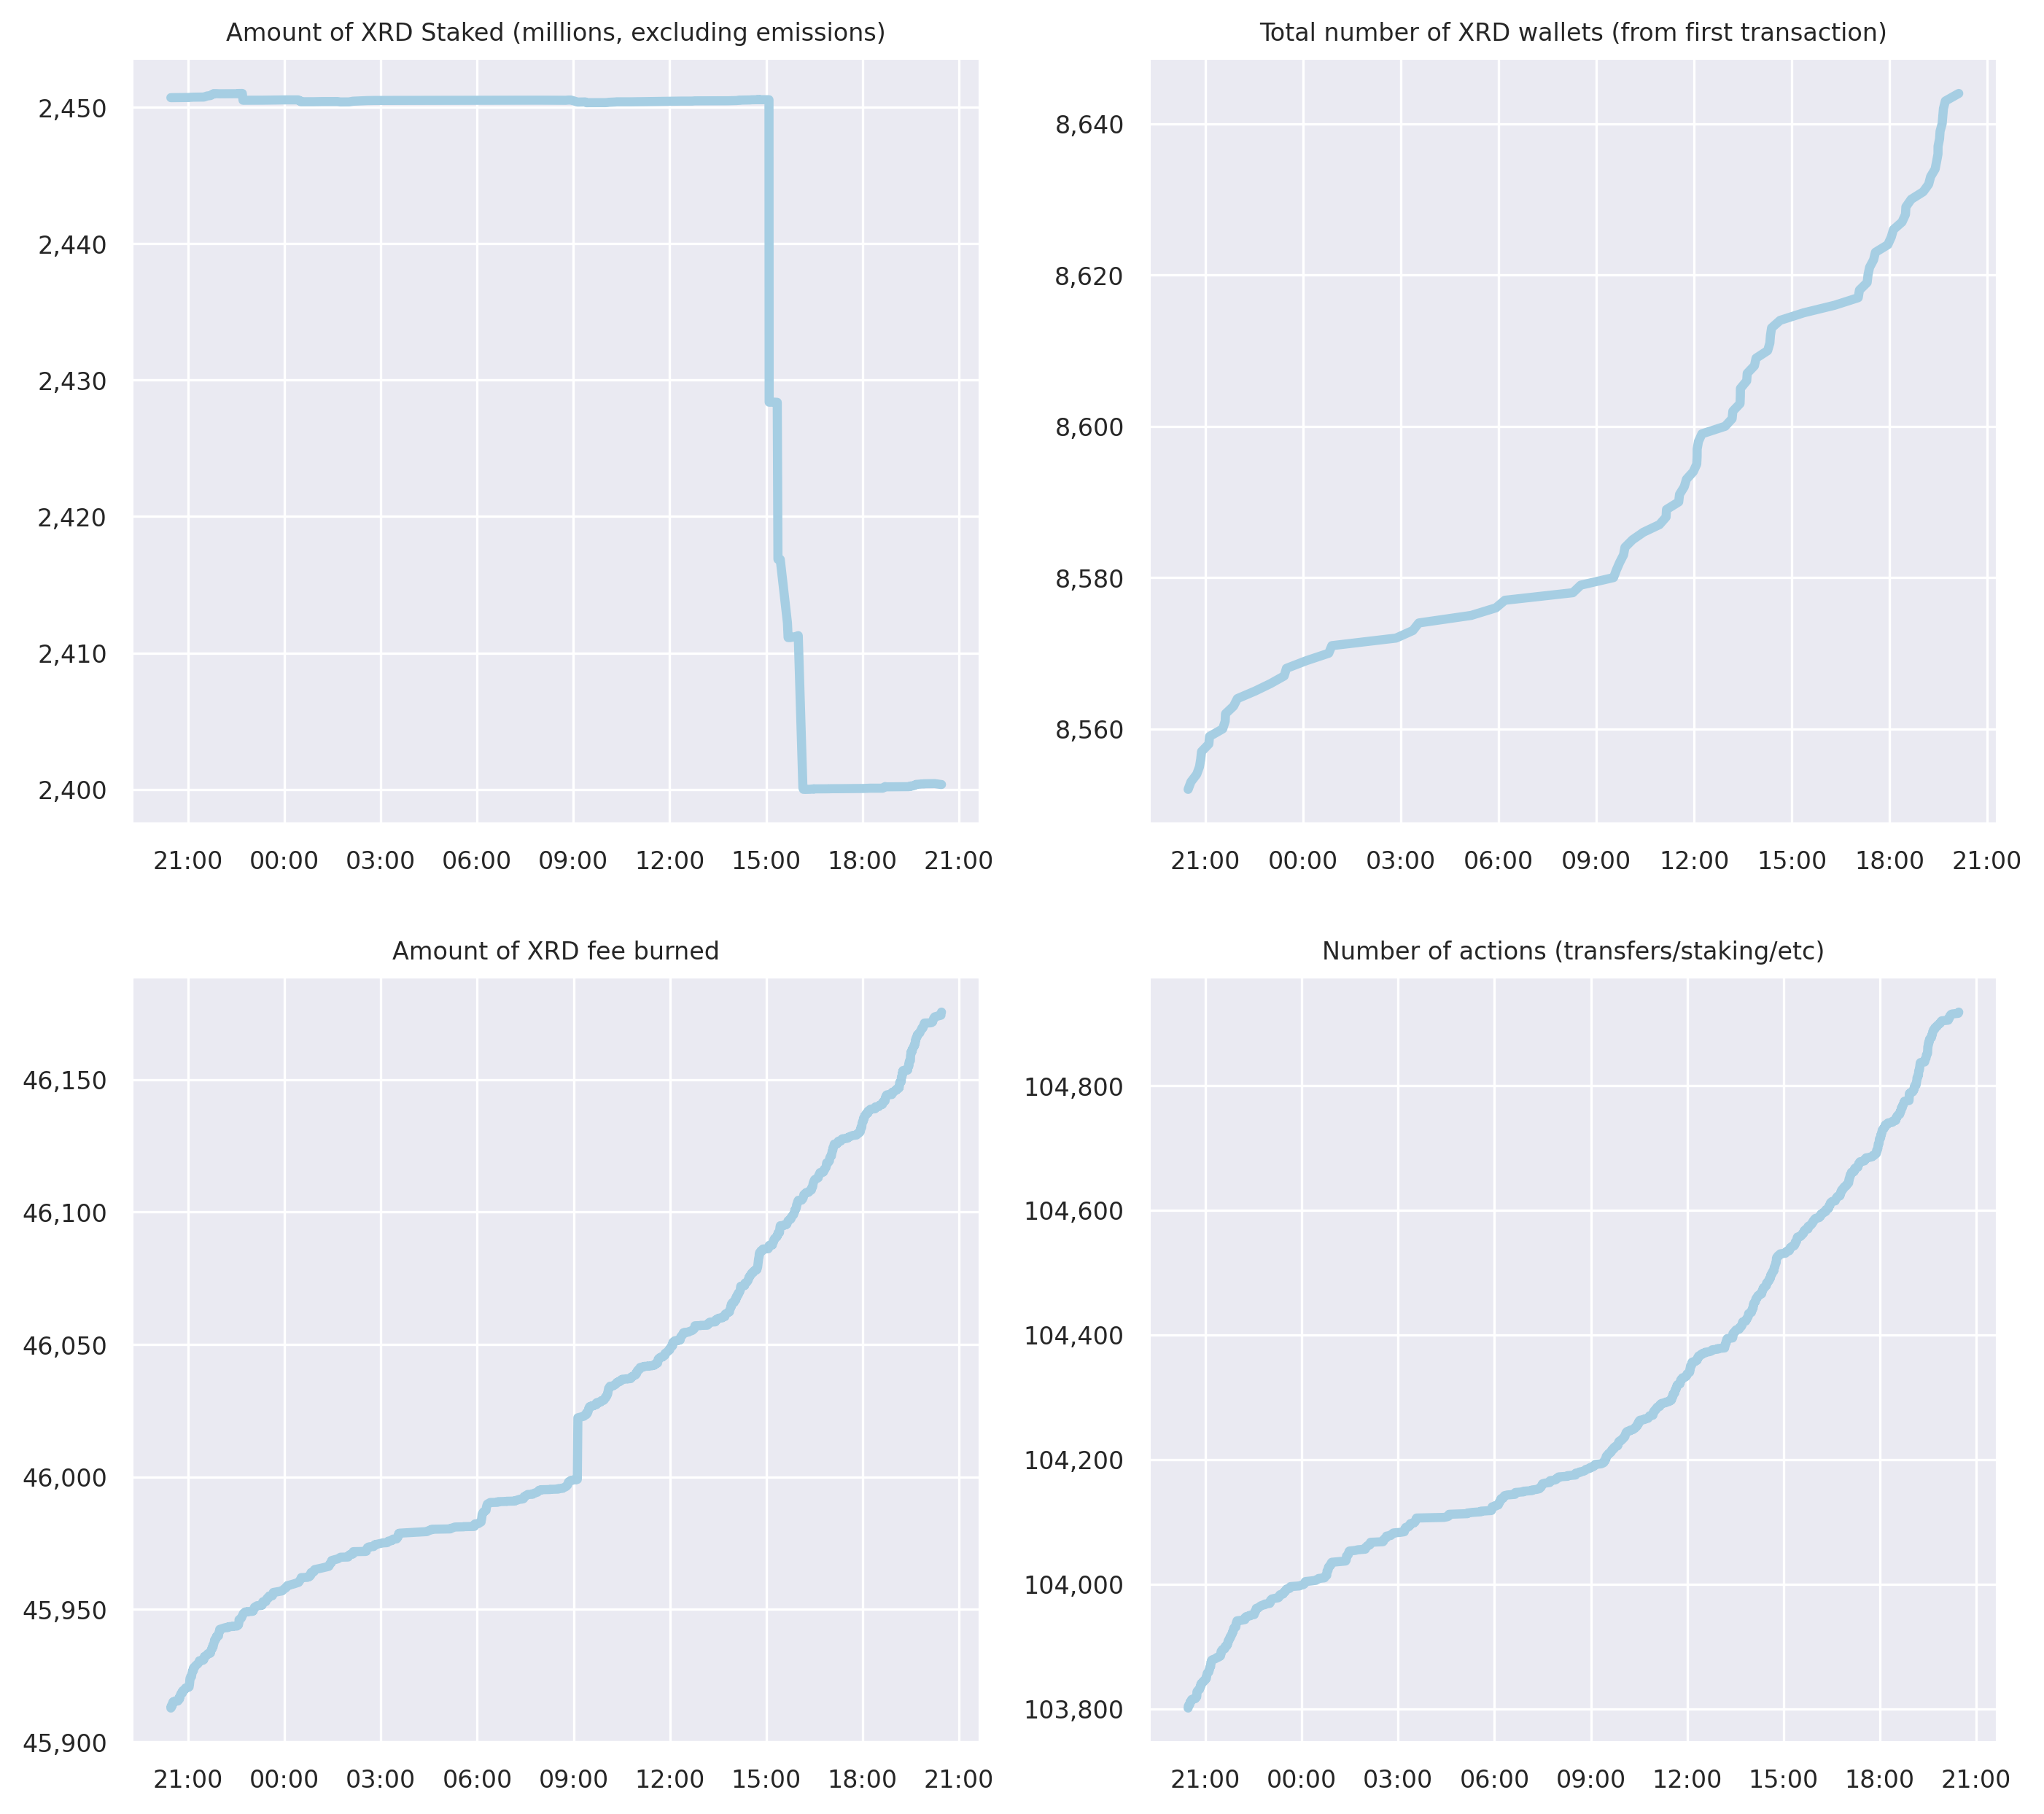 Amount of XRD Staked (millions, excluding emissions)
2,450
2,440
2,430
2,420
2,410
2,400
21:00 00:00 03:00 06:00 09:00 12:00 15:00 18:00 21:00
Total number of XRD wallets (from first transaction)
8,640
8,620
8,600
8,580
8,560
21:00 00:00 03:00 06:00 09:00 12:00 15:00 18:00 21:00
Amount of XRD fee burned
46,150
46,100
46,050
46,000
45,950
45,900
21:00 00:00 03:00 06:00 09:00 12:00 15:00 18:00 21:00
Number of actions (transfers/staking/etc)
104,800
104,600
104,400
104,200
104,000
103,800
21:00 00:00 03:00 06:00 09:00 12:00 15:00 18:00 21:00